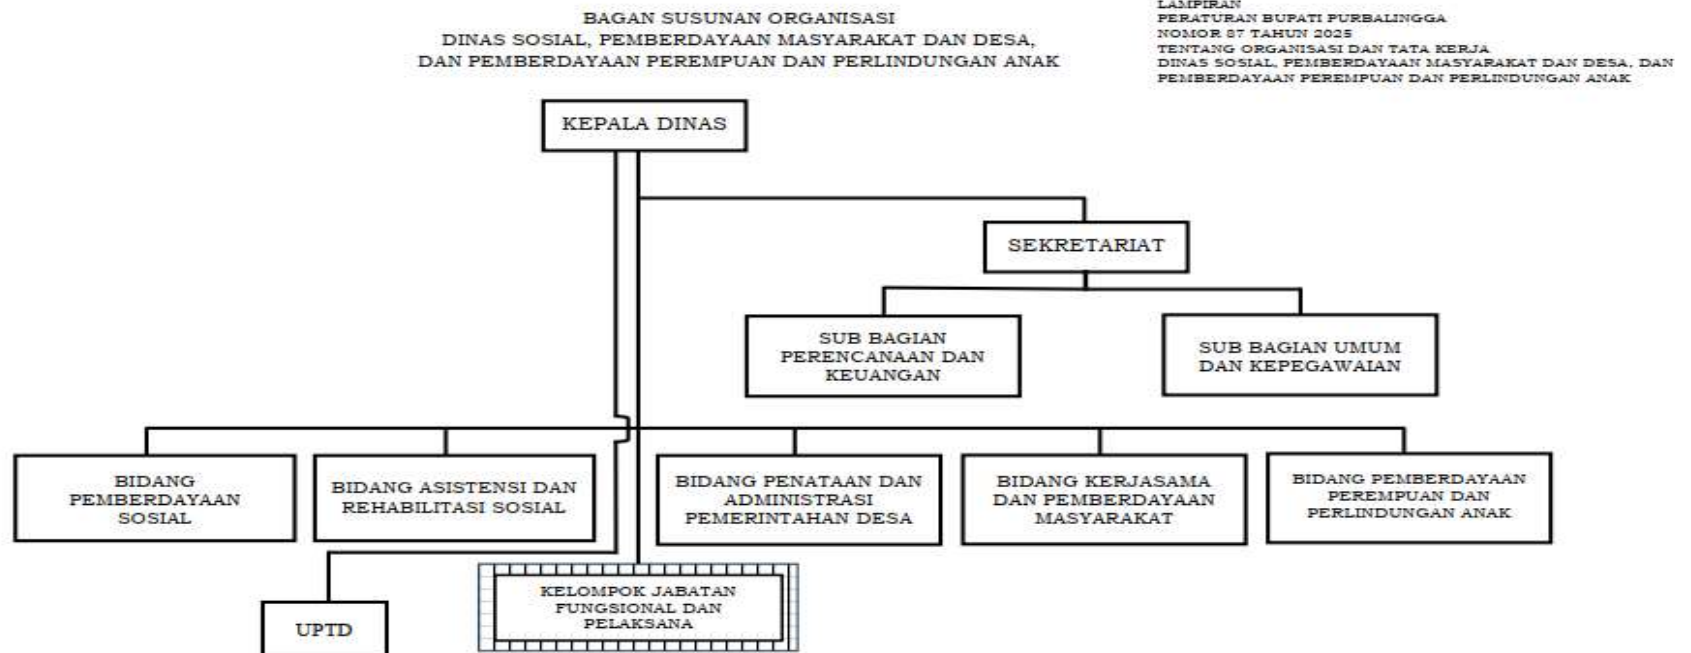 BAGAN SUSUNAN ORGANISASI
DINAS SOSIAL, PEMBERDAYAAN MASYARAKAT DAN DESA,
DAN PEMBERDAYAAN PEREMPUAN DAN PERLINDUNGAN ANAK
LAMPIRAN
PERATURAN BUPATI PURBALINGGA
NOMOR 87 TAHUN 2025
TENTANG ORGANISASI DAN TATA KERJA
DINAS SOSIAL, PEMBERDAYAAN MASYARAKAT DAN DESA, DAN
PEMBERDAYAAN PEREMPUAN DAN PERLINDUNGAN ANAK
KEPALA DINAS
SEKRETARIAT
SUB BAGIAN
PERENCANAAN DAN
KEUANGAN
SUB BAGIAN UMUM
DAN KEPEGAWAIAN
BIDANG
PEMBERDAYAAN
SOSIAL
BIDANG ASISTENSI DAN
REHABILITASI SOSIAL
BIDANG PENATAAN DAN
ADMINISTRASI
PEMERINTAHAN DESA
BIDANG KERJASAMA
DAN PEMBERDAYAAN
MASYARAKAT
BIDANG PEMBERDAYAAN
PEREMPUAN DAN
PERLINDUNGAN ANAK
UPTD
KELOMPOK JABATAN
FUNGSIONAL DAN
PELAKSANA